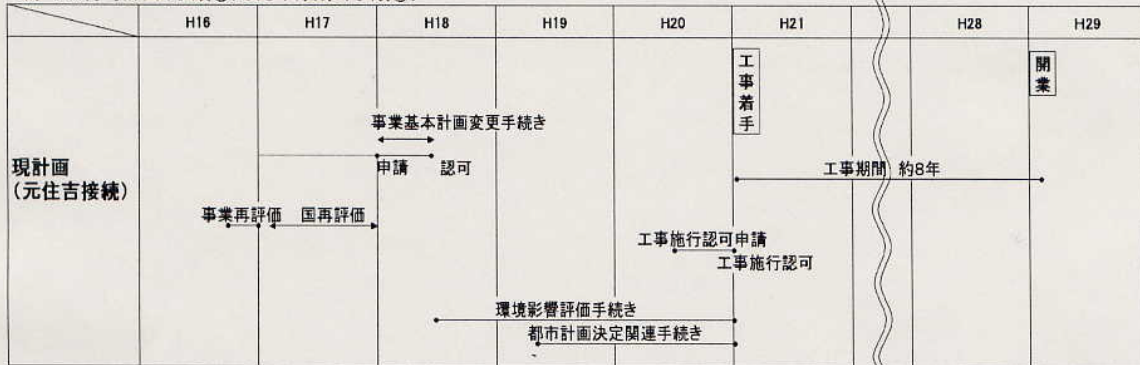 H16 H17 H18 H19 H20 H21 H28 H29
工事着手
開業
事業基本計画変更手続き
申請 認可
現計画
(元住吉接続)
工事期間 約8年
事業再評価 国再評価
工事施行認可申請
工事施行認可
環境影響評価手続き
都市計画決定関連手続き